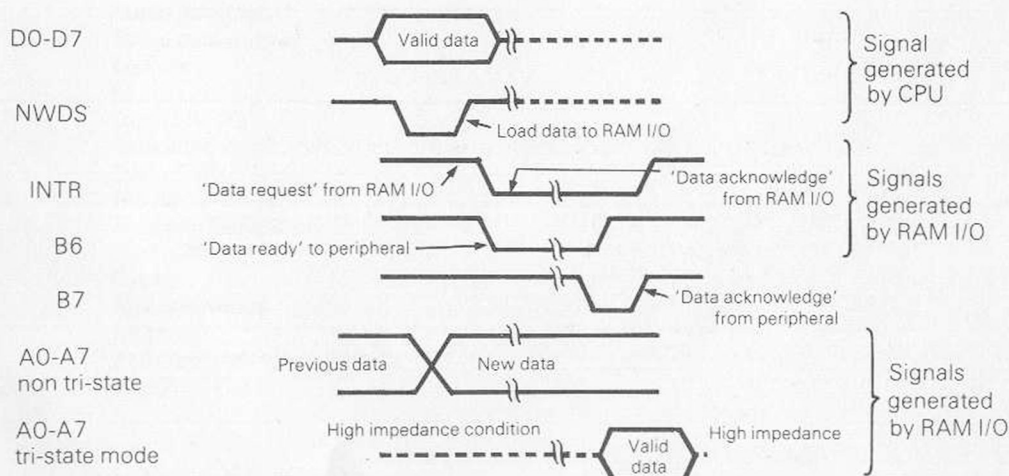 D0-D7
Valid data
Signal
generated
by CPU
NWDS
Load data to RAM I/O
INTR
'Data request' from RAM I/O
'Data acknowledge'
from RAM I/O
Signals
generated
by RAM I/O
B6
'Data ready' to peripheral
B7
'Data acknowledge'
from peripheral
A0-A7
non tri-state
Previous data
New data
Signals
generated
by RAM I/O
A0-A7
tri-state mode
High impedance condition
Valid
data
High impedance